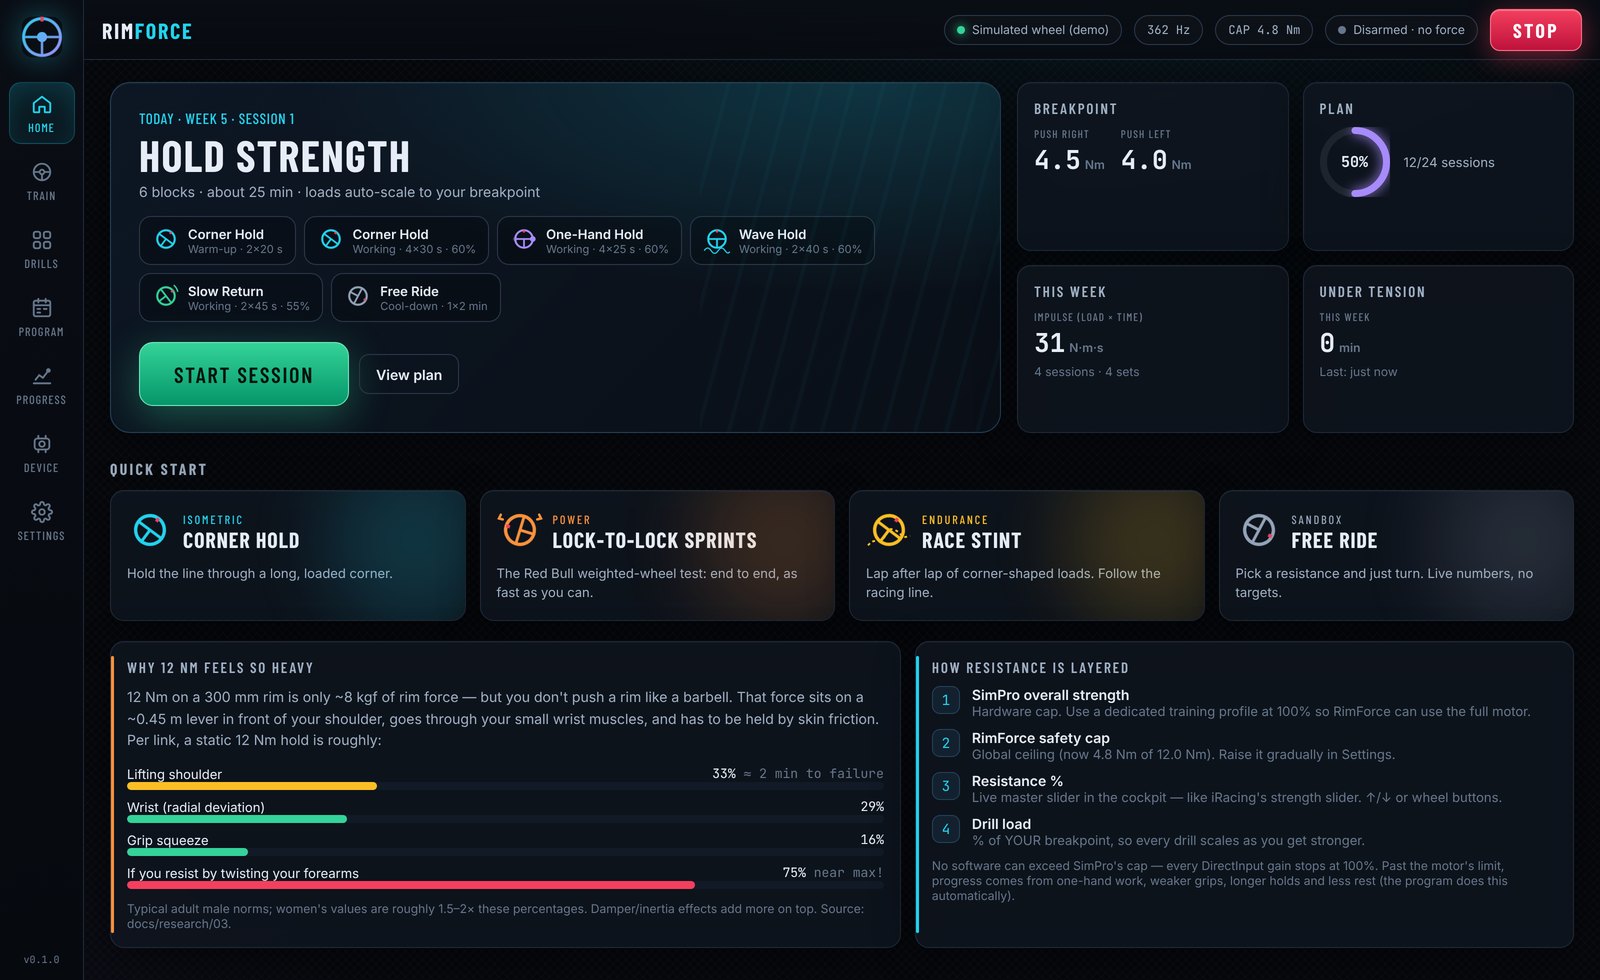 RIMFORCE
Simulated wheel (demo)
362 Hz
CAP 4.8 Nm
Disarmed · no force
STOP
HOME
TRAIN
DRILLS
PROGRAM
PROGRESS
DEVICE
SETTINGS
v0.1.0
TODAY · WEEK 5 · SESSION 1
HOLD STRENGTH
6 blocks · about 25 min · loads auto-scale to your breakpoint
Corner Hold
Warm-up · 2×20 s
Corner Hold
Working · 4×30 s · 60%
One-Hand Hold
Working · 4×25 s · 60%
Wave Hold
Working · 2×40 s · 60%
Slow Return
Working · 2×45 s · 55%
Free Ride
Cool-down · 1×2 min
START SESSION
View plan
BREAKPOINT
PUSH RIGHT
4.5 Nm
PUSH LEFT
4.0 Nm
PLAN
50%
12/24 sessions
THIS WEEK
IMPULSE (LOAD × TIME)
31 N·m·s
4 sessions · 4 sets
UNDER TENSION
THIS WEEK
0 min
Last: just now
QUICK START
ISOMETRIC
CORNER HOLD
Hold the line through a long, loaded corner.
POWER
LOCK-TO-LOCK SPRINTS
The Red Bull weighted-wheel test: end to end, as
fast as you can.
ENDURANCE
RACE STINT
Lap after lap of corner-shaped loads. Follow the
racing line.
SANDBOX
FREE RIDE
Pick a resistance and just turn. Live numbers, no
targets.
WHY 12 NM FEELS SO HEAVY
12 Nm on a 300 mm rim is only ~8 kgf of rim force — but you don't push a rim like a barbell. That force sits on a
~0.45 m lever in front of your shoulder, goes through your small wrist muscles, and has to be held by skin friction.
Per link, a static 12 Nm hold is roughly:
Lifting shoulder
33% ≈ 2 min to failure
Wrist (radial deviation)
29%
Grip squeeze
16%
If you resist by twisting your forearms
75% near max!
Typical adult male norms; women's values are roughly 1.5–2× these percentages. Damper/inertia effects add more on top. Source:
docs/research/03.
HOW RESISTANCE IS LAYERED
1
SimPro overall strength
Hardware cap. Use a dedicated training profile at 100% so RimForce can use the full motor.
2
RimForce safety cap
Global ceiling (now 4.8 Nm of 12.0 Nm). Raise it gradually in Settings.
3
Resistance %
Live master slider in the cockpit — like iRacing's strength slider. ↑/↓ or wheel buttons.
4
Drill load
% of YOUR breakpoint, so every drill scales as you get stronger.
No software can exceed SimPro's cap — every DirectInput gain stops at 100%. Past the motor's limit,
progress comes from one-hand work, weaker grips, longer holds and less rest (the program does this
automatically).